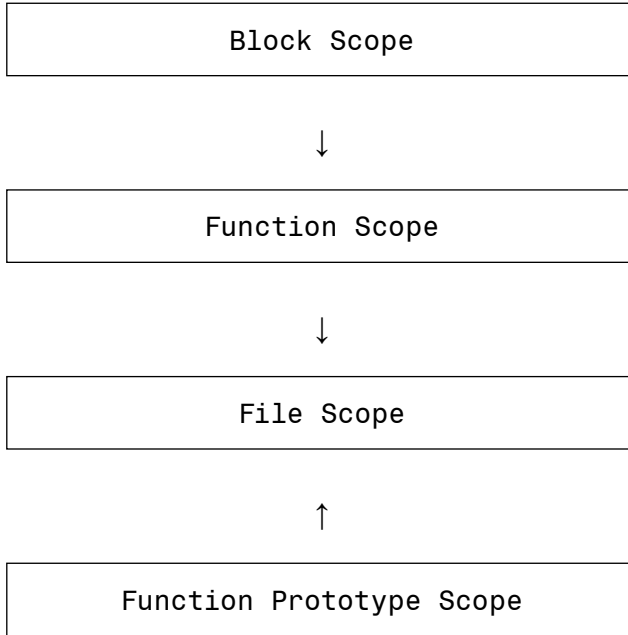 Block Scope
↓
Function Scope
↓
File Scope
↑
Function Prototype Scope